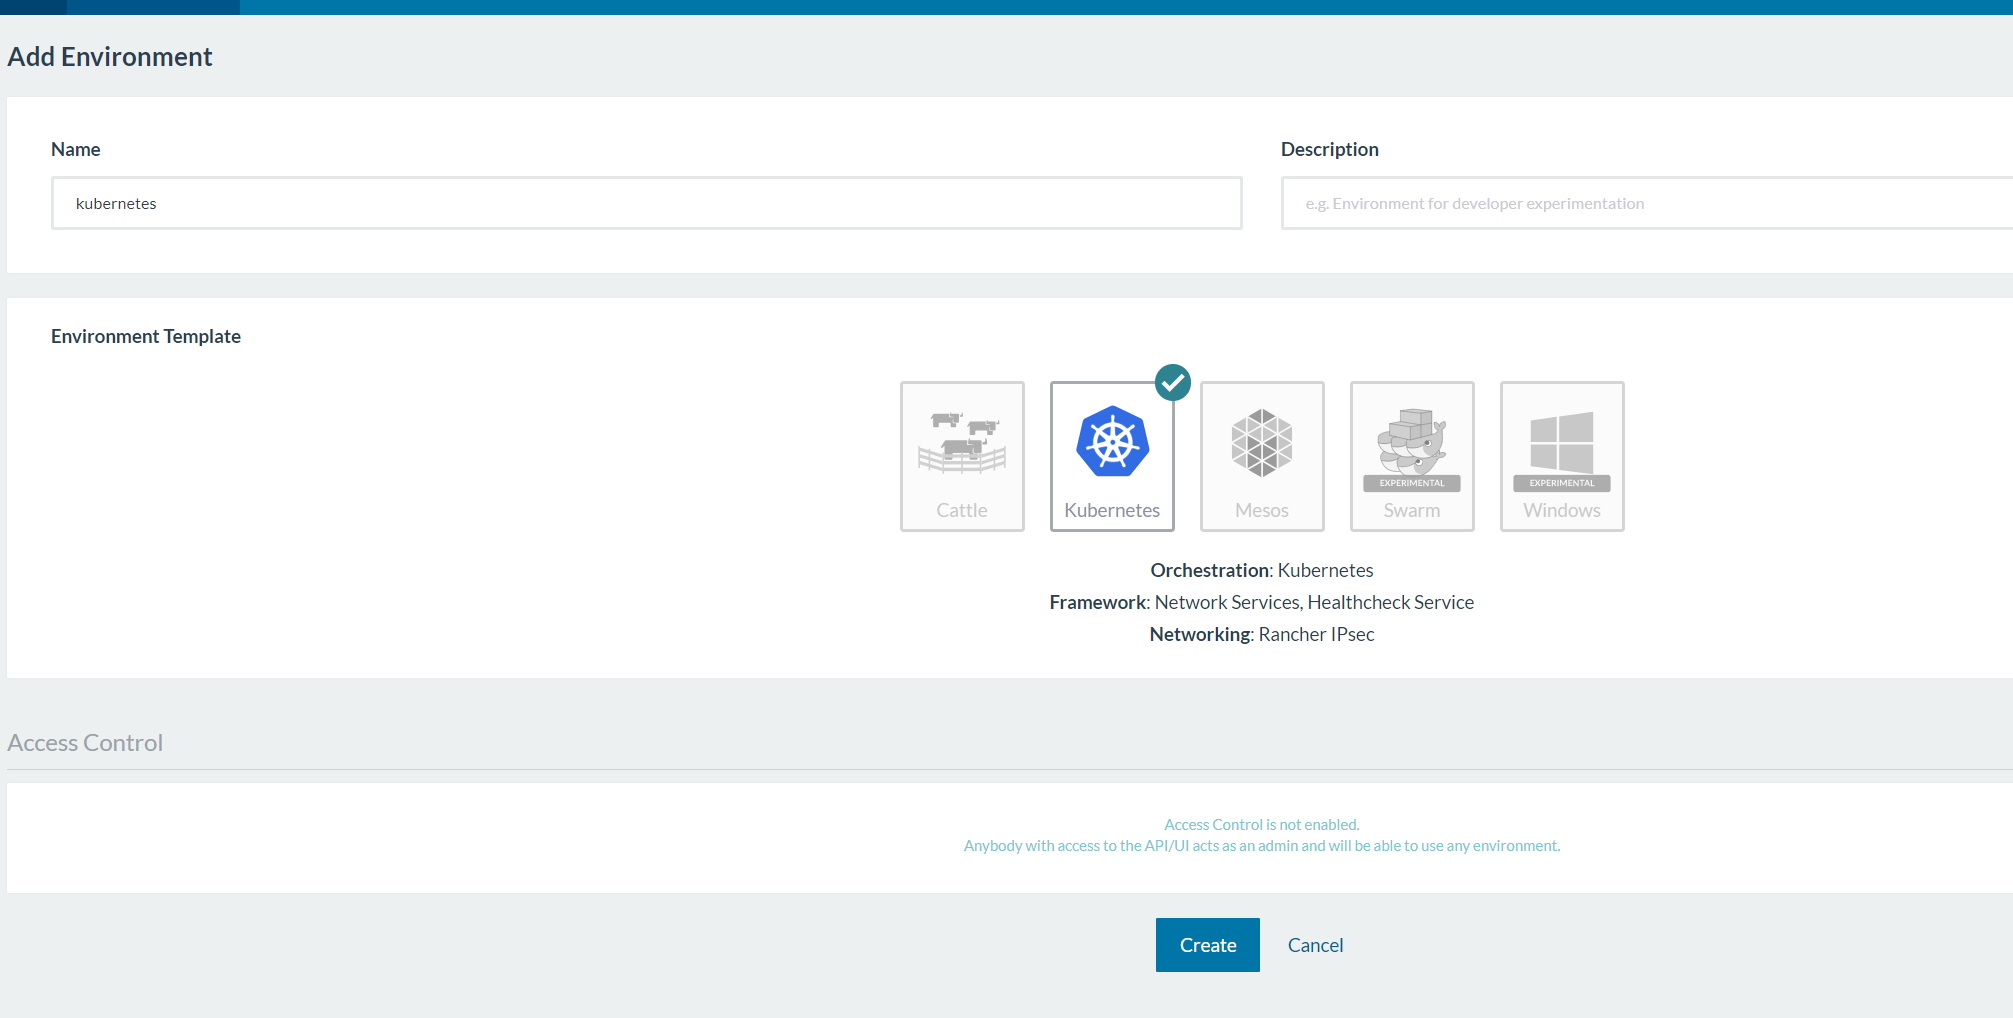 Add Environment
Name
Description
kubernetes
e.g. Environment for developer experimentation
Environment Template
Cattle
Kubernetes
Mesos
EXPERIMENTAL
Swarm
EXPERIMENTAL
Windows
Orchestration: Kubernetes
Framework: Network Services, Healthcheck Service
Networking: Rancher IPsec
Access Control
Access Control is not enabled.
Anybody with access to the API/UI acts as an admin and will be able to use any environment.
Create
Cancel